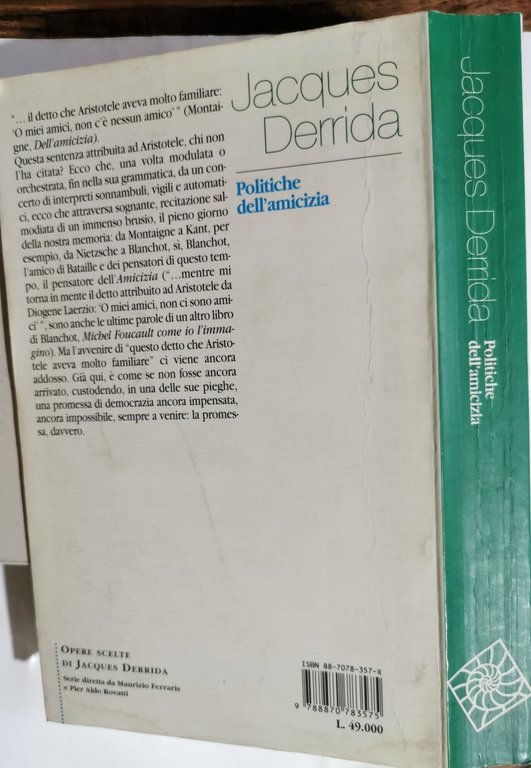 “… il detto che Aristotele aveva molto familiare:
‘O miei amici, non c’è nessun amico’ ” (Montai-
gne, Dell’amicizia).
Questa sentenza attribuita ad Aristotele, chi non
l’ha citata? Ecco che, una volta modulata o
orchestrata, fin nella sua grammatica, da un con-
certo di interpreti sonnambuli, vigili e automati-
ci, ecco che attraversa sognante, recitazione sal-
modiata di un immenso brusio, il pieno giorno
della nostra memoria: da Montaigne a Kant, per
esempio, da Nietzsche a Blanchot, sì, Blanchot,
l’amico di Bataille e dei pensatori di questo tem-
po, il pensatore dell’Amicizia (“…mentre mi
torna in mente il detto attribuito ad Aristotele da
Diogene Laerzio: ‘O miei amici, non ci sono ami-
ci’ ”, sono anche le ultime parole di un altro libro
di Blanchot, Michel Foucault come io l’imma-
gino). Ma l’avvenire di “questo detto che Aristo-
tele aveva molto familiare” ci viene ancora
addosso. Già qui, è come se non fosse ancora
arrivato, custodendo, in una delle sue pieghe,
una promessa di democrazia ancora impensata,
ancora impossibile, sempre a venire: la promes-
sa, davvero.
Jacques
Derrida
Politiche
dell’amicizia
OPERE SCELTE
DI JACQUES DERRIDA
Serie diretta da Maurizio Ferraris
e Pier Aldo Rovatti
ISBN 88-7078-357-X
9 788870 783575
L. 49.000
Jacques Derrida
Politiche
dell’amicizia